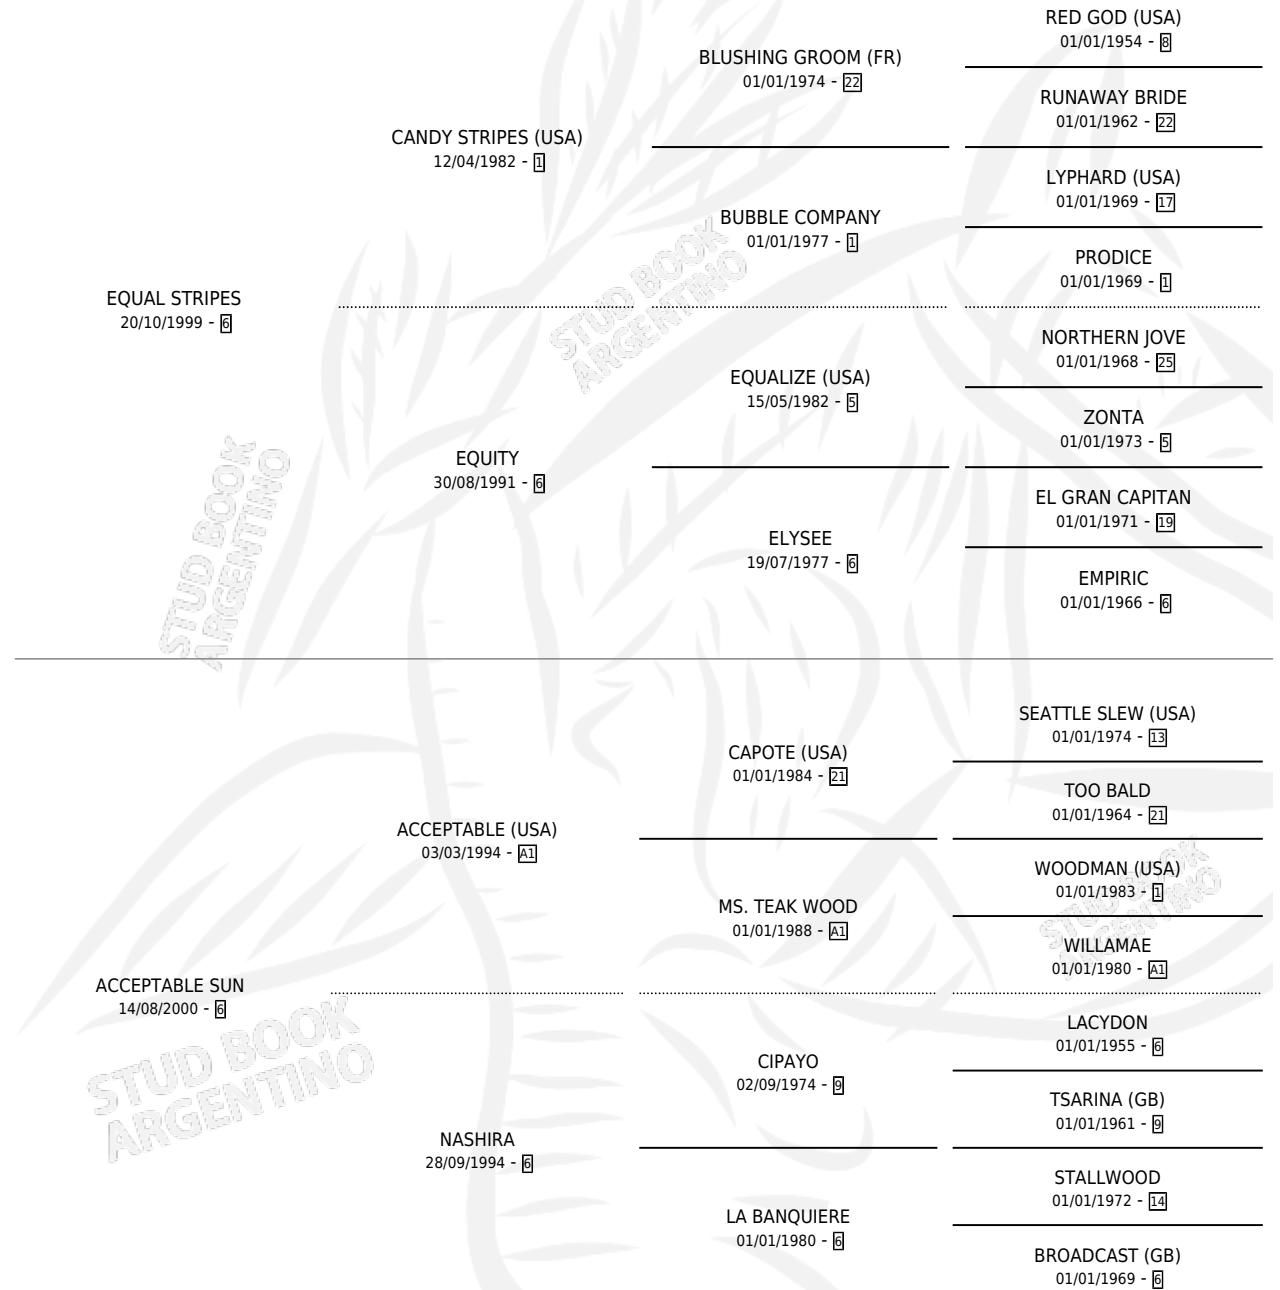 RED GOD (USA)
01/01/1954 - 8
BLUSHING GROOM (FR)
01/01/1974 - 22
RUNAWAY BRIDE
01/01/1962 - 22
CANDY STRIPES (USA)
12/04/1982 - 1
LYPHARD (USA)
01/01/1969 - 17
BUBBLE COMPANY
01/01/1977 - 1
PRODICE
01/01/1969 - 1
EQUAL STRIPES
20/10/1999 - 6
STUD BOOK
ARGENTINO
NORTHERN JOVE
01/01/1968 - 25
EQUALIZE (USA)
15/05/1982 - 5
ZONTA
01/01/1973 - 5
EQUITY
30/08/1991 - 6
EL GRAN CAPITAN
01/01/1971 - 19
ELYSEE
19/07/1977 - 6
EMPIRIC
01/01/1966 - 6
STUD BOOK
ARGENTINO
SEATTLE SLEW (USA)
01/01/1974 - 13
CAPOTE (USA)
01/01/1984 - 21
TOO BALD
01/01/1964 - 21
ACCEPTABLE (USA)
03/03/1994 - A1
WOODMAN (USA)
01/01/1983 - 1
MS. TEAK WOOD
01/01/1988 - A1
STUD BOOK
ARGENTINO
WILLAMAE
01/01/1980 - A1
ACCEPTABLE SUN
14/08/2000 - 6
STUD BOOK
ARGENTINO
LACYDON
01/01/1955 - 6
CIPAYO
02/09/1974 - 9
TSARINA (GB)
01/01/1961 - 9
NASHIRA
28/09/1994 - 6
STALLWOOD
01/01/1972 - 14
LA BANQUIERE
01/01/1980 - 6
BROADCAST (GB)
01/01/1969 - 6